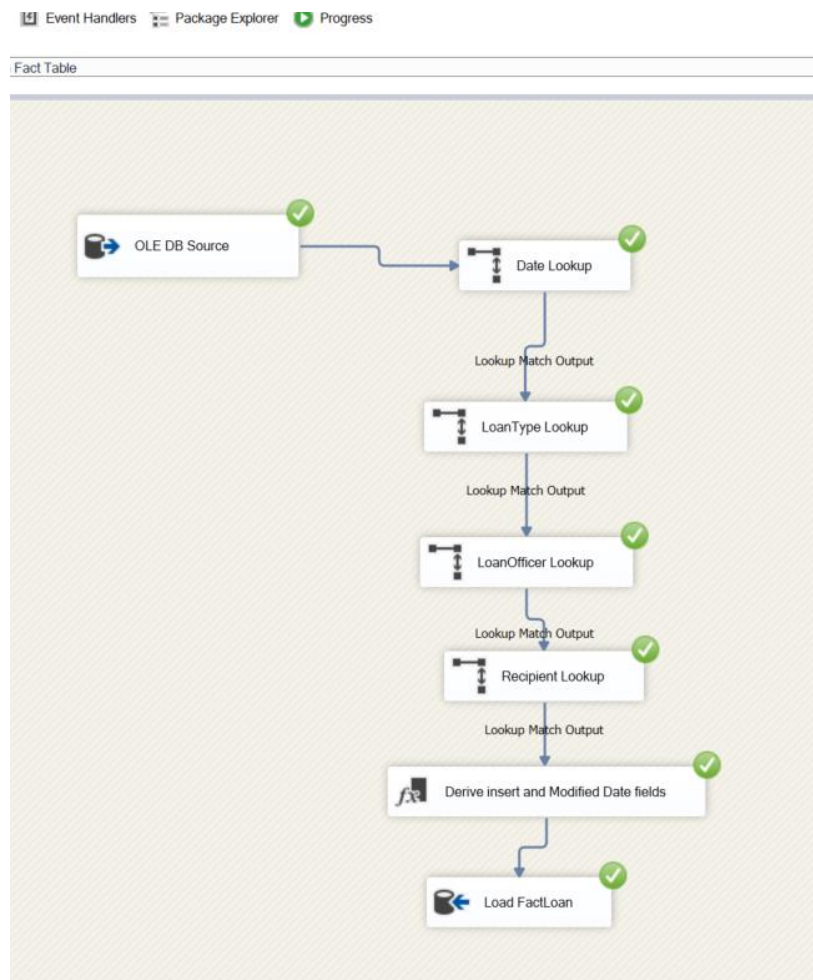 Event Handlers Package Explorer Progress
Fact Table
OLE DB Source
Date Lookup
Lookup Match Output
LoanType Lookup
Lookup Match Output
LoanOfficer Lookup
Lookup Match Output
Recipient Lookup
Lookup Match Output
Derive insert and Modified Date fields
Load FactLoan